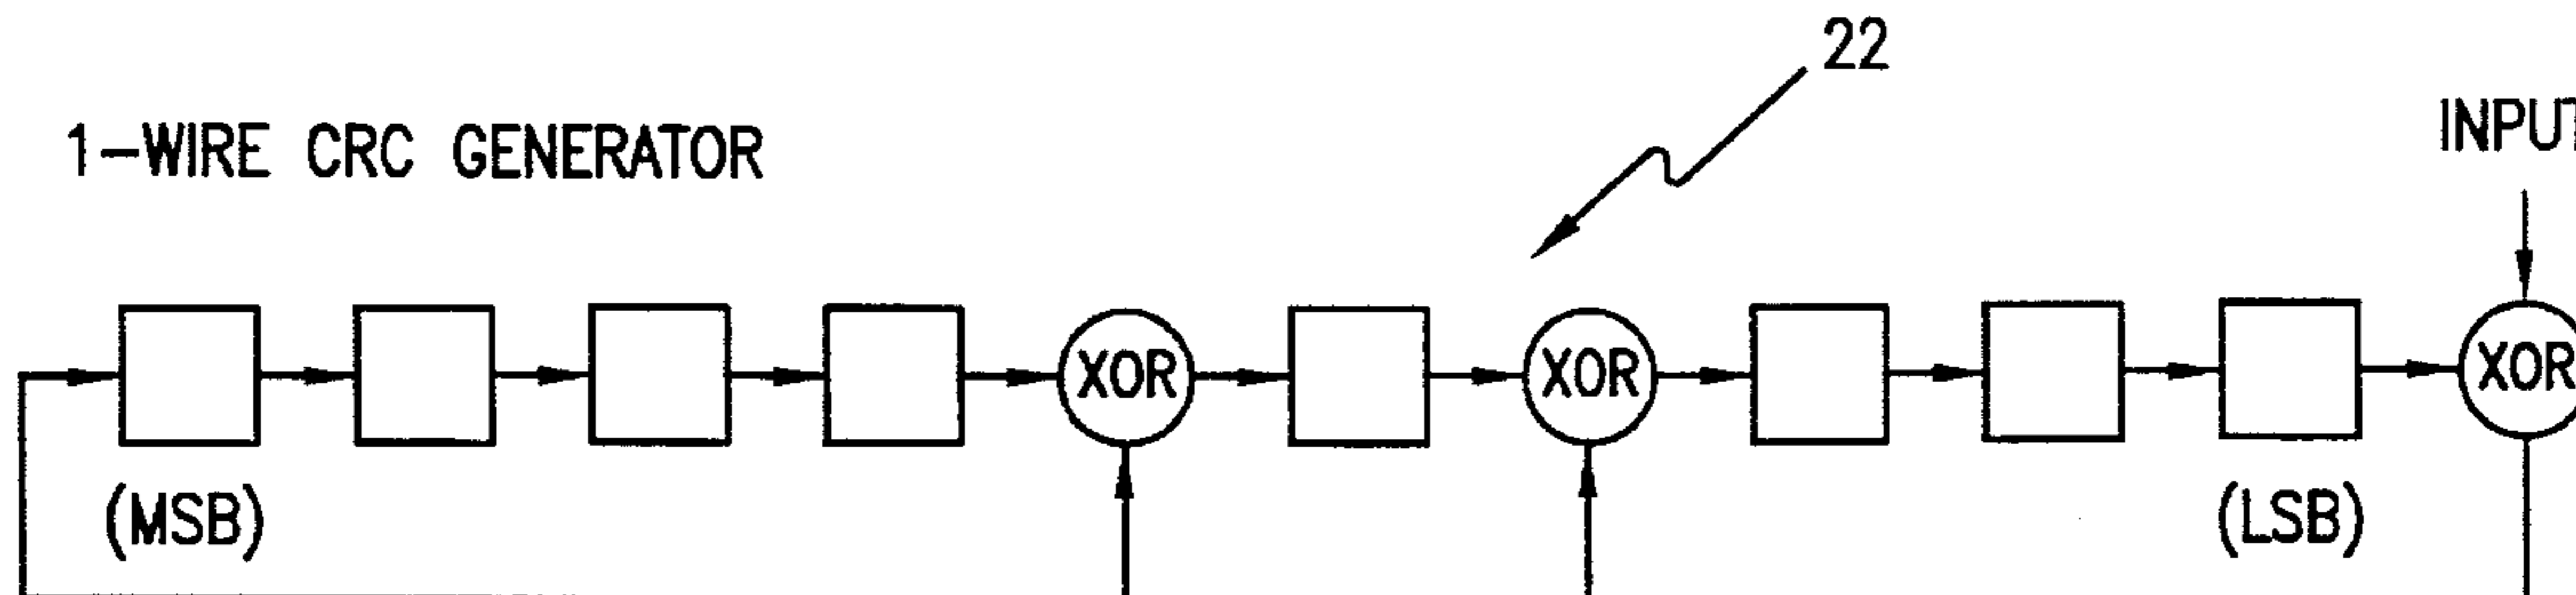 22
1-WIRE CRC GENERATOR
INPUT
XOR
XOR
XOR
(MSB)
(LSB)